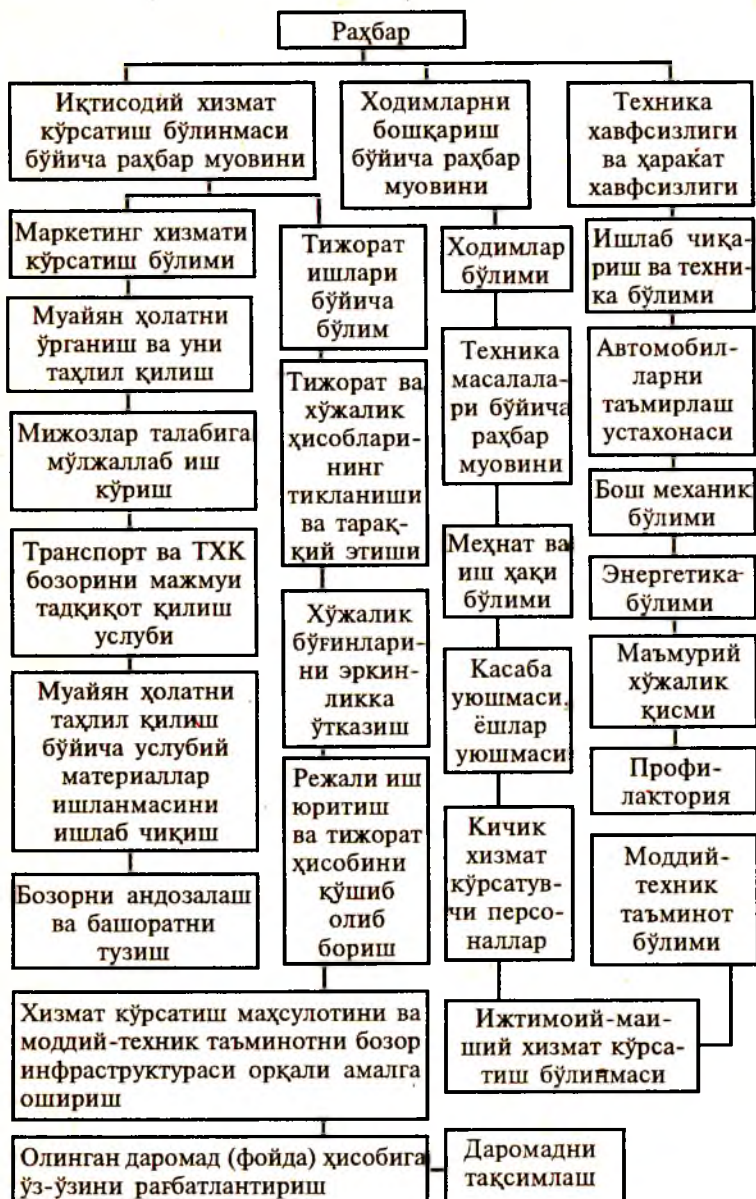 Раҳбар
Иқтисодий хизмат
кўрсатиш бўлинмаси
бўйича раҳбар муовини
Ходимларни
бошқариш
бўйича раҳбар
муовини
Техника
хавфсизлиги
ва ҳаракат
хавфсизлиги
Маркетинг хизмати
кўрсатиш бўлими
Муайян ҳолатни
ўрганиш ва уни
таҳлил қилиш
Мижозлар талабига
мўлжаллаб иш
кўриш
Транспорт ва ТХК
бозорини мажмуи
тадқиқот қилиш
услуби
Муайян ҳолатни
таҳлил қилиш
бўйича услубий
материаллар
ишланмасини
ишлаб чиқиш
Бозорни андозалаш
ва башоратни
тузиш
Тижорат
ишлари
бўйича
бўлим
Тижорат ва
хўжалик
ҳисоблари-
нинг
тикланиши
ва тарақ-
қий этиши
Хўжалик
бўғинлари-
ни эркин-
ликка
ўтказиш
Режали иш
юритиш
ва тижорат
ҳисобини
қўшиб
олиб
бориш
Ходимлар
бўлими
Техника
масалала-
ри бўйича
раҳбар
муовини
Меҳнат ва
иш ҳақи
бўлими
Касаба
уюшмаси,
ёшлар
уюшмаси
Кичик
хизмат
кўрсатув-
чи персо-
наллар
Ишлаб чиқа-
риш ва техни-
ка бўлими
Автомобил-
ларни
таъмирлаш
устахонаси
Бош механик
бўлими
Энергетика
бўлими
Маъмурий
хўжалик
қисми
Профи-
лактория
Моддий-
техник
таъминот
бўлими
Хизмат кўрсатиш маҳсулотини ва
моддий-техник таъминотни бозор
инфраструктураси орқали амалга
ошириш
Ижтимоий-маи-
ший хизмат кўрса-
тиш бўлинмаси
Олинган даромад (фойда) ҳисобига
ўз-ўзини рағбатлантириш
Даромадни
тақсимлаш